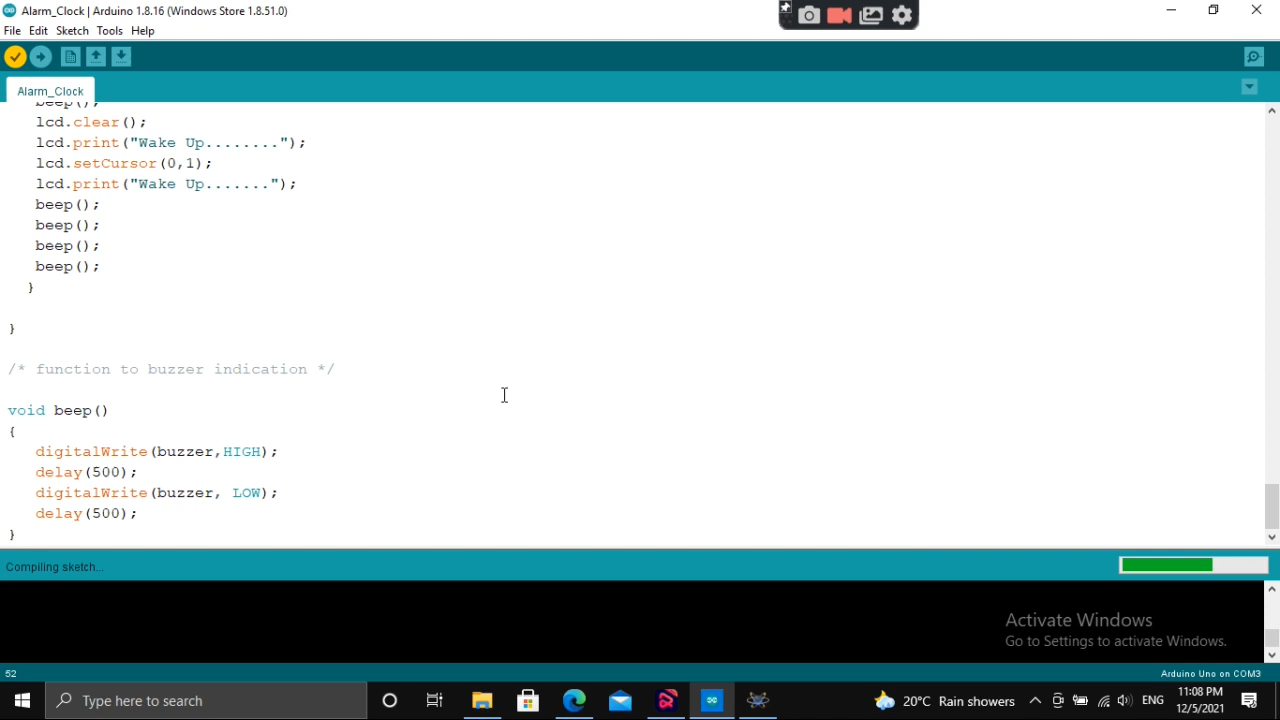 Alarm_Clock | Arduino 1.8.16 (Windows Store 1.8.51.0)
File Edit Sketch Tools Help
Alarm_Clock
beep();
lcd.clear();
lcd.print("Wake Up........");
lcd.setCursor(0,1);
lcd.print("Wake Up.......");
beep();
beep();
beep();
beep();
}
}
/* function to buzzer indication */
void beep()
{
digitalWrite(buzzer,HIGH);
delay(500);
digitalWrite(buzzer, LOW);
delay(500);
}
Compiling sketch...
Activate Windows
Go to Settings to activate Windows.
52
Arduino Uno on COM3
Type here to search
20°C Rain showers
ENG
11:08 PM
12/5/2021